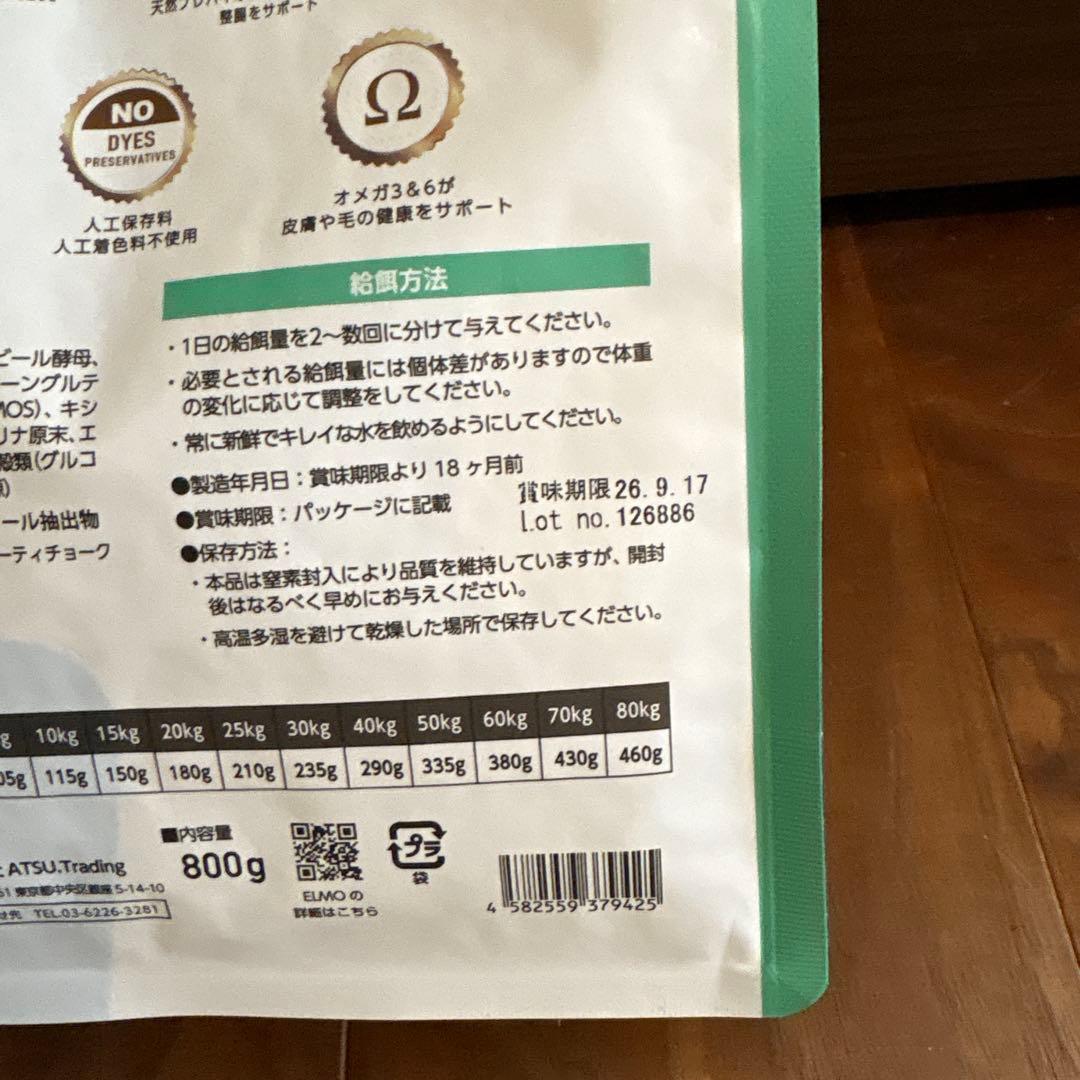 整腸をサポート
NO
DYES
PRESERVATIVES
Ω
人工保存料
人工着色料不使用
オメガ3&6が
皮膚や毛の健康をサポート
給餌方法
・1日の給餌量を2〜数回に分けて与えてください。
・必要とされる給餌量には個体差がありますので体重
の変化に応じて調整をしてください。
・常に新鮮でキレイな水を飲めるようにしてください。
●製造年月日：賞味期限より18ヶ月前
●賞味期限：パッケージに記載
賞味期限26.9.17
Lot no.126886
●保存方法：
・本品は窒素封入により品質を維持していますが、開封
後はなるべく早めにお与えください。
・高温多湿を避けて乾燥した場所で保存してください。
ビール酵母、
ーングルテ
MOS)、キシ
リナ原末、エ
殻類(グルコ
ール抽出物
ーティチョーク
10kg 15kg 20kg 25kg 30kg 40kg 50kg 60kg 70kg 80kg
05g 115g 150g 180g 210g 235g 290g 335g 380g 430g 460g
ATSU.Trading
61 東京都中央区銀座5-14-10
せ先 TEL.03-6226-3281
■内容量
800g
ELMOの
詳細はこちら
プラ
袋
4 582559 379425